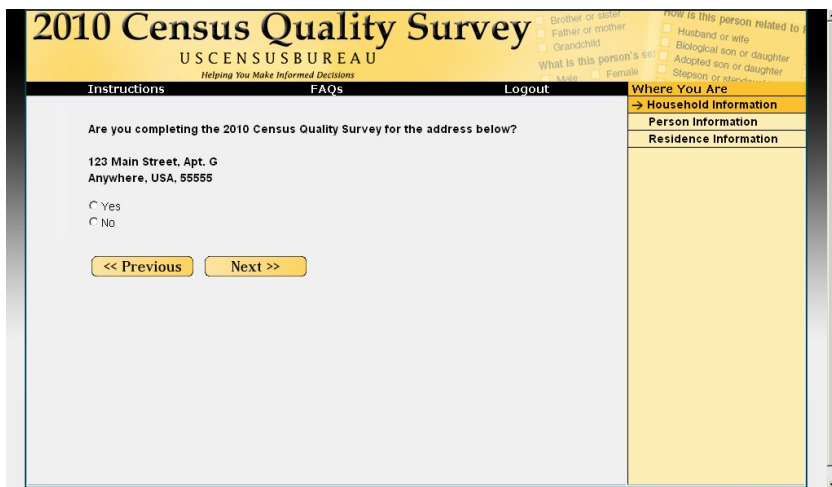 2010 Census Quality Survey
USCENSUSBUREAU
Helping You Make Informed Decisions
Brother or sister
Father or mother
Grandchild
What is this person's sex
Male Female
How is this person related to
Husband or wife
Biological son or daughter
Adopted son or daughter
Stepson or
Instructions FAQs Logout
Where You Are
→ Household Information
Person Information
Residence Information
Are you completing the 2010 Census Quality Survey for the address below?
123 Main Street, Apt. G
Anywhere, USA, 55555
Yes
No
<< Previous Next >>